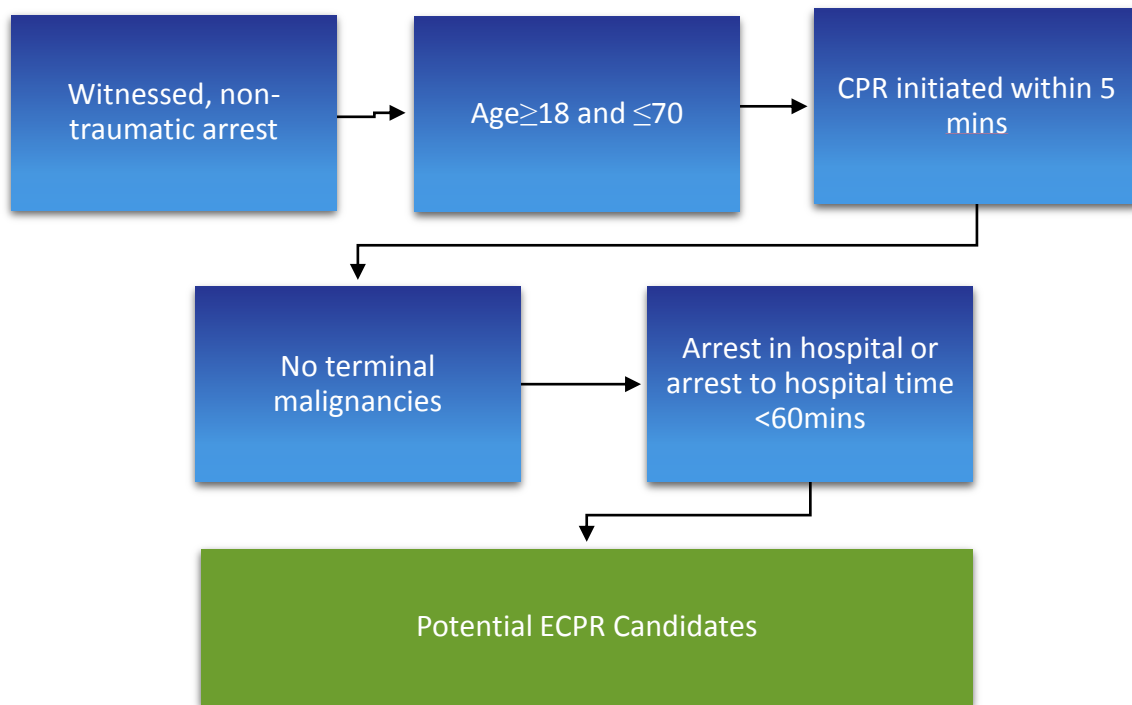 Witnessed, non-
traumatic arrest
Age≥18 and ≤70
CPR initiated within 5
mins
No terminal
malignancies
Arrest in hospital or
arrest to hospital time
<60mins
Potential ECPR Candidates